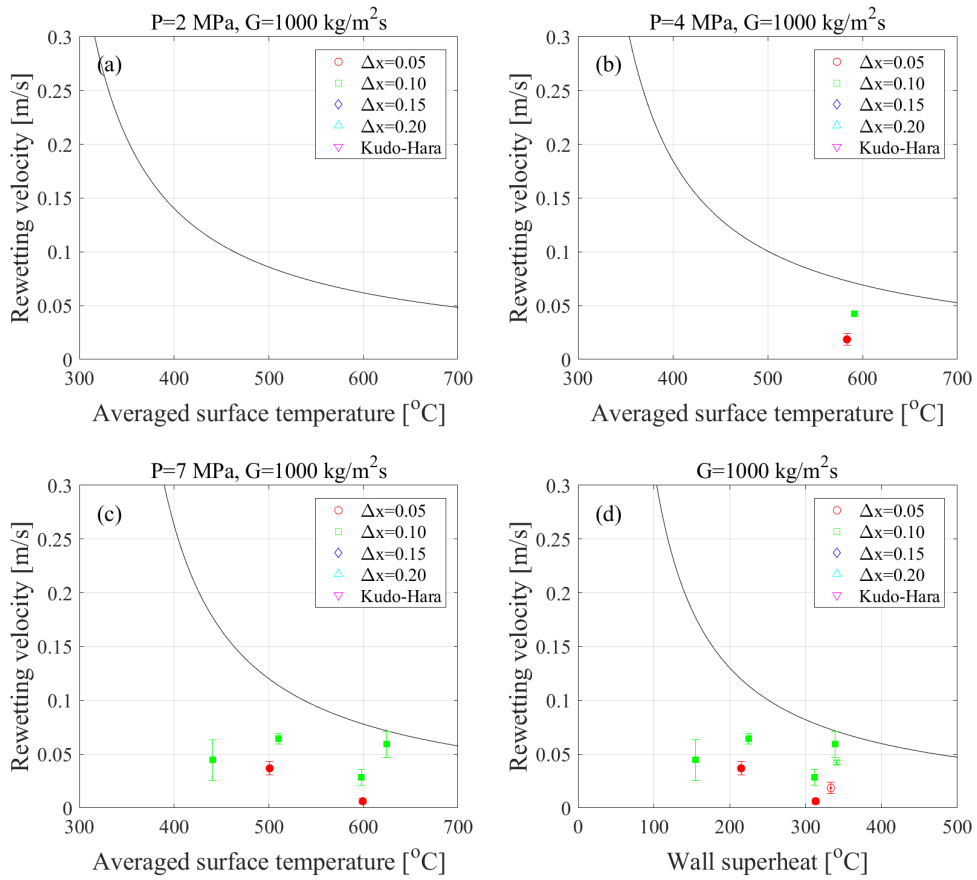 P=2 MPa, G=1000 kg/m²s
(a)
Δx=0.05
Δx=0.10
Δx=0.15
Δx=0.20
Kudo-Hara
Rewetting velocity [m/s]
0.3
0.25
0.2
0.15
0.1
0.05
0
300
400
500
600
700
Averaged surface temperature [°C]
P=4 MPa, G=1000 kg/m²s
(b)
Δx=0.05
Δx=0.10
Δx=0.15
Δx=0.20
Kudo-Hara
Rewetting velocity [m/s]
0.3
0.25
0.2
0.15
0.1
0.05
0
300
400
500
600
700
Averaged surface temperature [°C]
P=7 MPa, G=1000 kg/m²s
(c)
Δx=0.05
Δx=0.10
Δx=0.15
Δx=0.20
Kudo-Hara
Rewetting velocity [m/s]
0.3
0.25
0.2
0.15
0.1
0.05
0
300
400
500
600
700
Averaged surface temperature [°C]
G=1000 kg/m²s
(d)
Δx=0.05
Δx=0.10
Δx=0.15
Δx=0.20
Kudo-Hara
Rewetting velocity [m/s]
0.3
0.25
0.2
0.15
0.1
0.05
0
0
100
200
300
400
500
Wall superheat [°C]